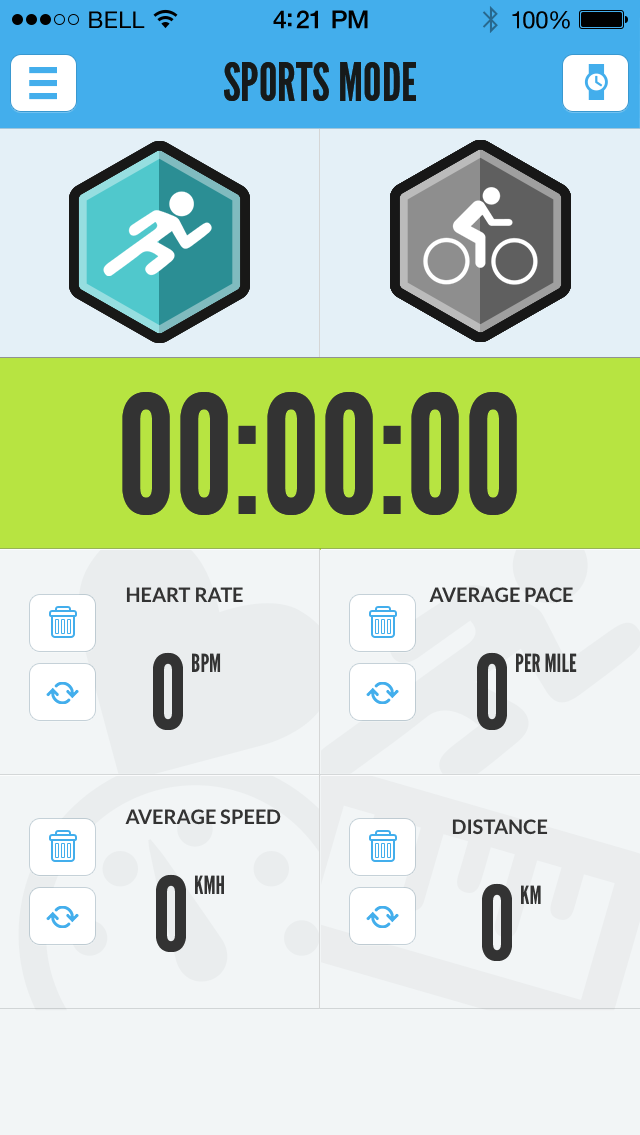 BELL 4:21 PM 100%
SPORTS MODE
00:00:00
HEART RATE
0 BPM
AVERAGE PACE
0 PER MILE
AVERAGE SPEED
0 KMH
DISTANCE
0 KM